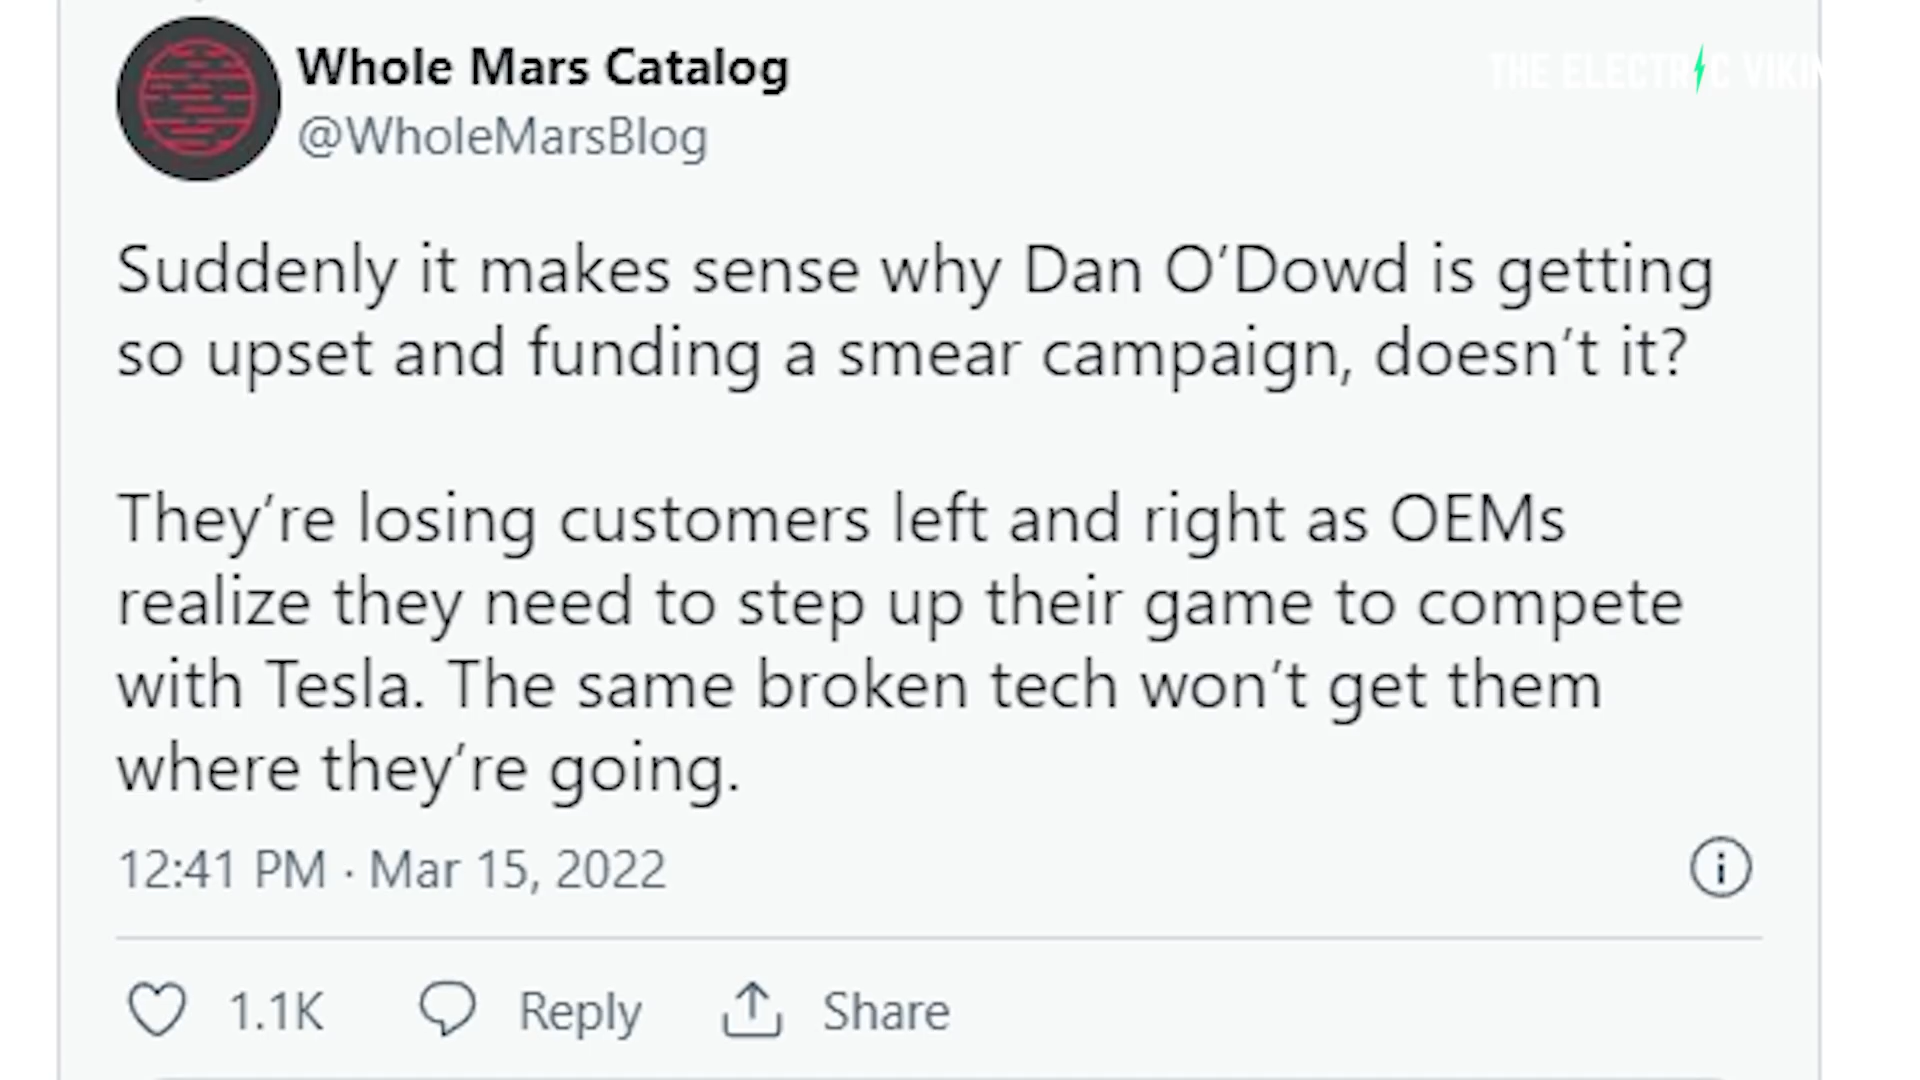 Whole Mars Catalog
THE ELECTRIC VIKIN
@WholeMarsBlog
Suddenly it makes sense why Dan O’Dowd is getting
so upset and funding a smear campaign, doesn’t it?
They’re losing customers left and right as OEMs
realize they need to step up their game to compete
with Tesla. The same broken tech won’t get them
where they’re going.
12:41 PM · Mar 15, 2022
1.1K Reply Share